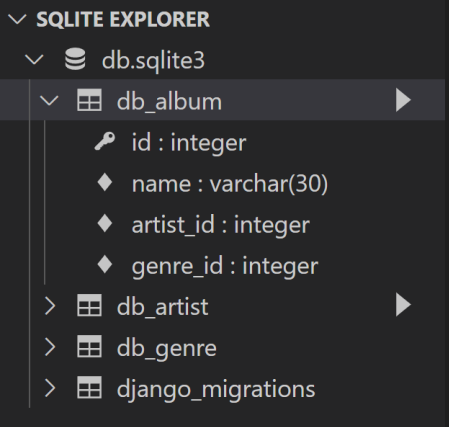 SQLITE EXPLORER
db.sqlite3
db_album
id : integer
name : varchar(30)
artist_id : integer
genre_id : integer
db_artist
db_genre
django_migrations